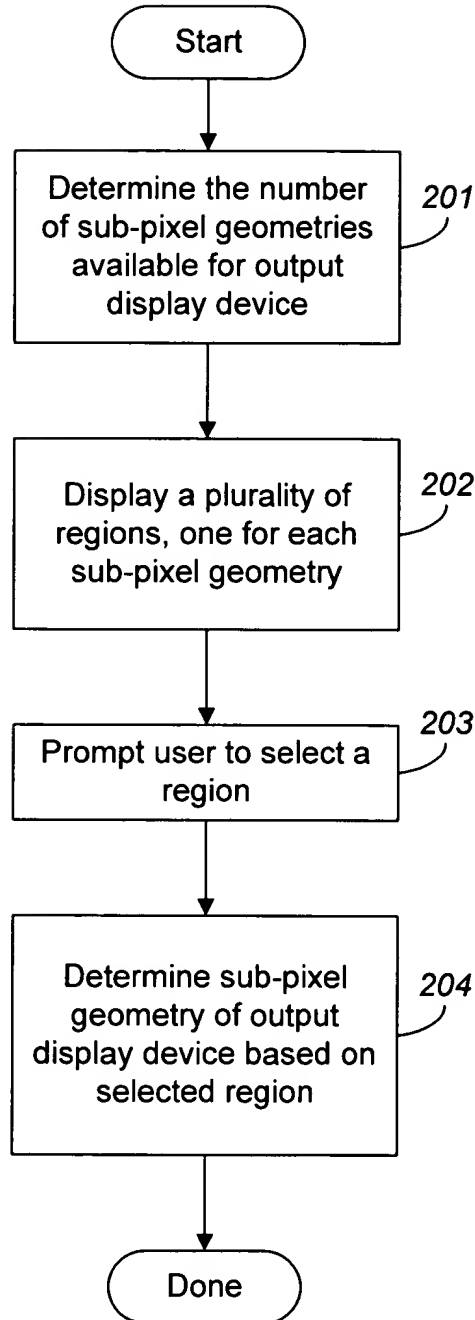 Start
Determine the number
of sub-pixel geometries
available for output
display device
201
Display a plurality of
regions, one for each
sub-pixel geometry
202
Prompt user to select a
region
203
Determine sub-pixel
geometry of output
display device based on
selected region
204
Done